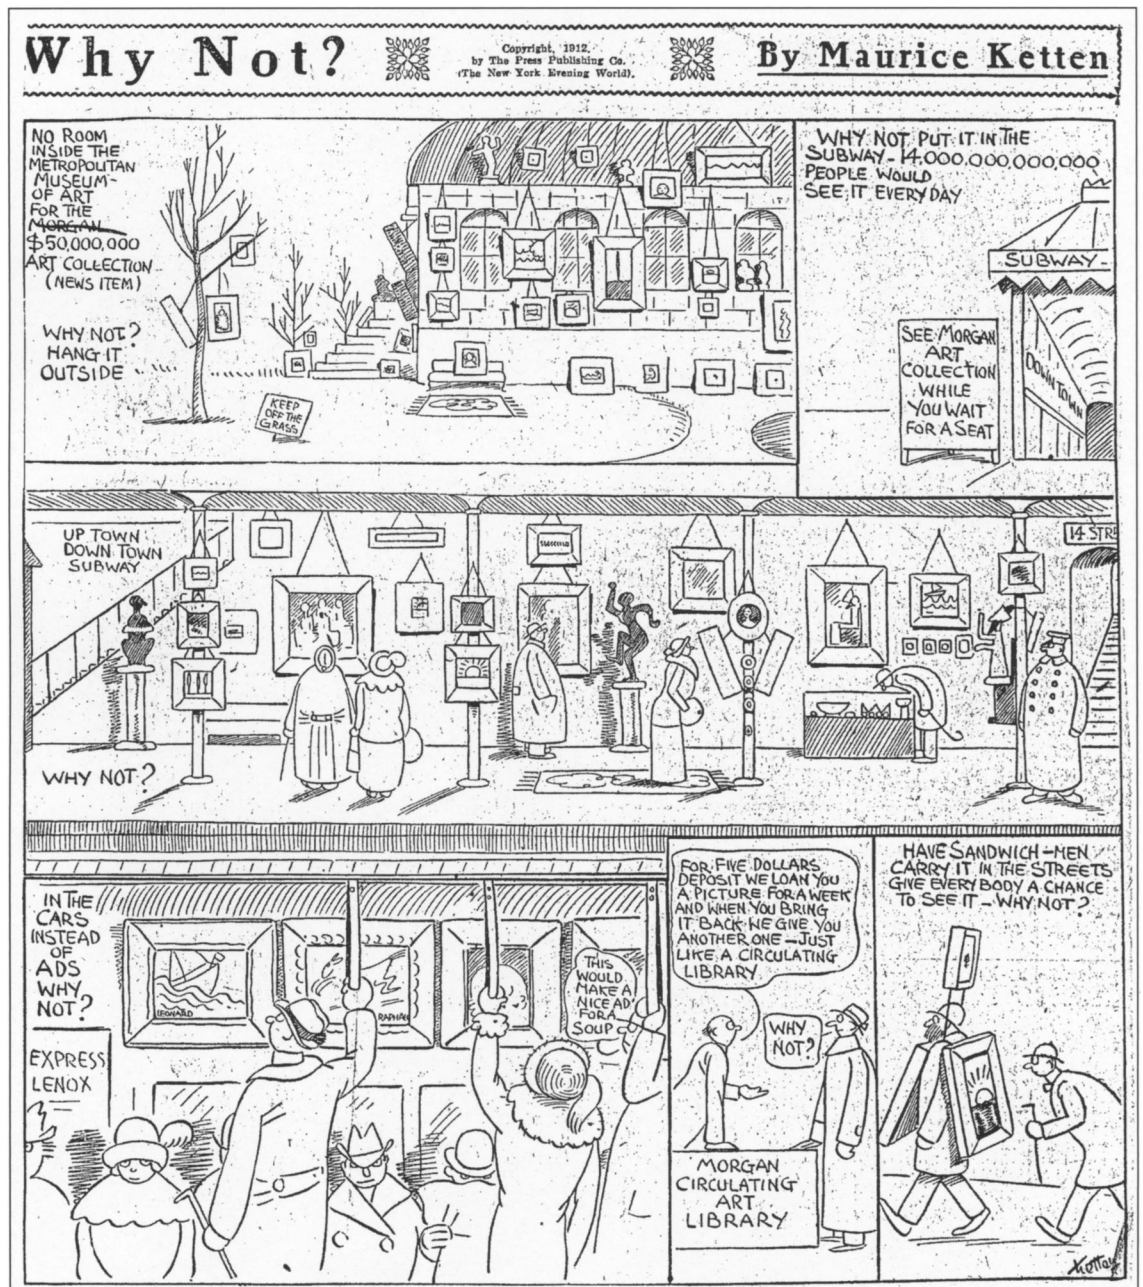 Why Not?
Copyright, 1912,
by The Press Publishing Co.
(The New York Evening World).
By Maurice Ketten
NO ROOM
INSIDE THE
METROPOLITAN
MUSEUM-
OF ART
FOR THE
MORGAN
$50,000,000
ART COLLECTION
(NEWS ITEM)
WHY NOT?
HANG IT
OUTSIDE
KEEP
OFF THE
GRASS
WHY NOT PUT IT IN THE
SUBWAY - 14.000.000.000.000
PEOPLE WOULD
SEE IT EVERY DAY
SUBWAY-
SEE MORGAN
ART
COLLECTION
WHILE
YOU WAIT
FOR A SEAT
DOWNTOWN
UP TOWN
DOWN TOWN
SUBWAY
14 STRE
WHY NOT?
IN THE
CARS
INSTEAD
OF
ADS
WHY
NOT?
LEONARD
RAPHAEL
THIS
WOULD
MAKE A
NICE AD
FOR A
SOUP
EXPRESS
LENOX
FOR FIVE DOLLARS
DEPOSIT WE LOAN YOU
A PICTURE FOR A WEEK
AND WHEN YOU BRING
IT BACK WE GIVE YOU
ANOTHER ONE - JUST
LIKE A CIRCULATING
LIBRARY
WHY
NOT?
MORGAN
CIRCULATING
ART
LIBRARY
HAVE SANDWICH-MEN
CARRY IT IN THE STREETS
GIVE EVERYBODY A CHANCE
TO SEE IT - WHY NOT?
Ketten